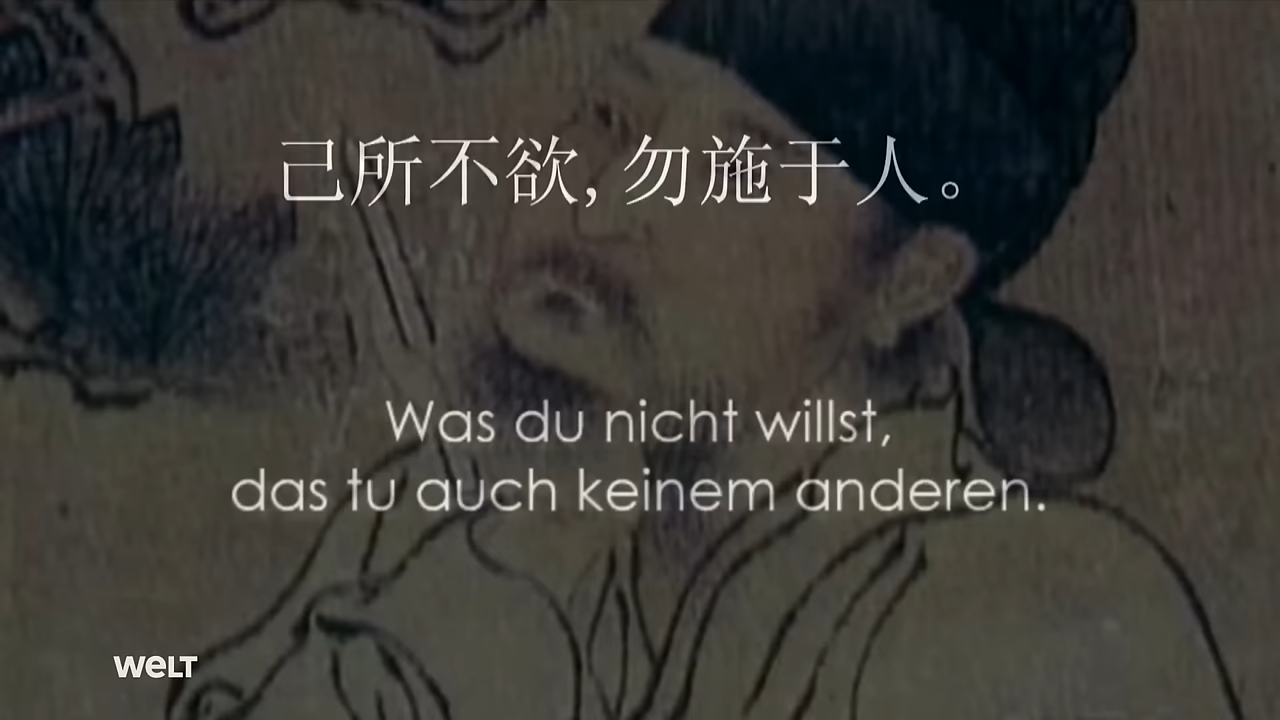 己所不欲, 勿施于人。
Was du nicht willst,
das tu auch keinem anderen.
WELT